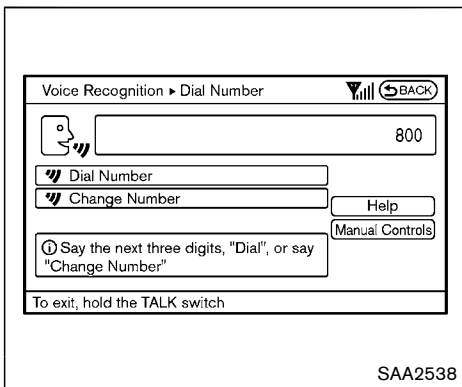 Voice Recognition ▸ Dial Number
BACK
800
Dial Number
Change Number
Help
Manual Controls
ⓘ Say the next three digits, "Dial", or say
"Change Number"
To exit, hold the TALK switch
SAA2538